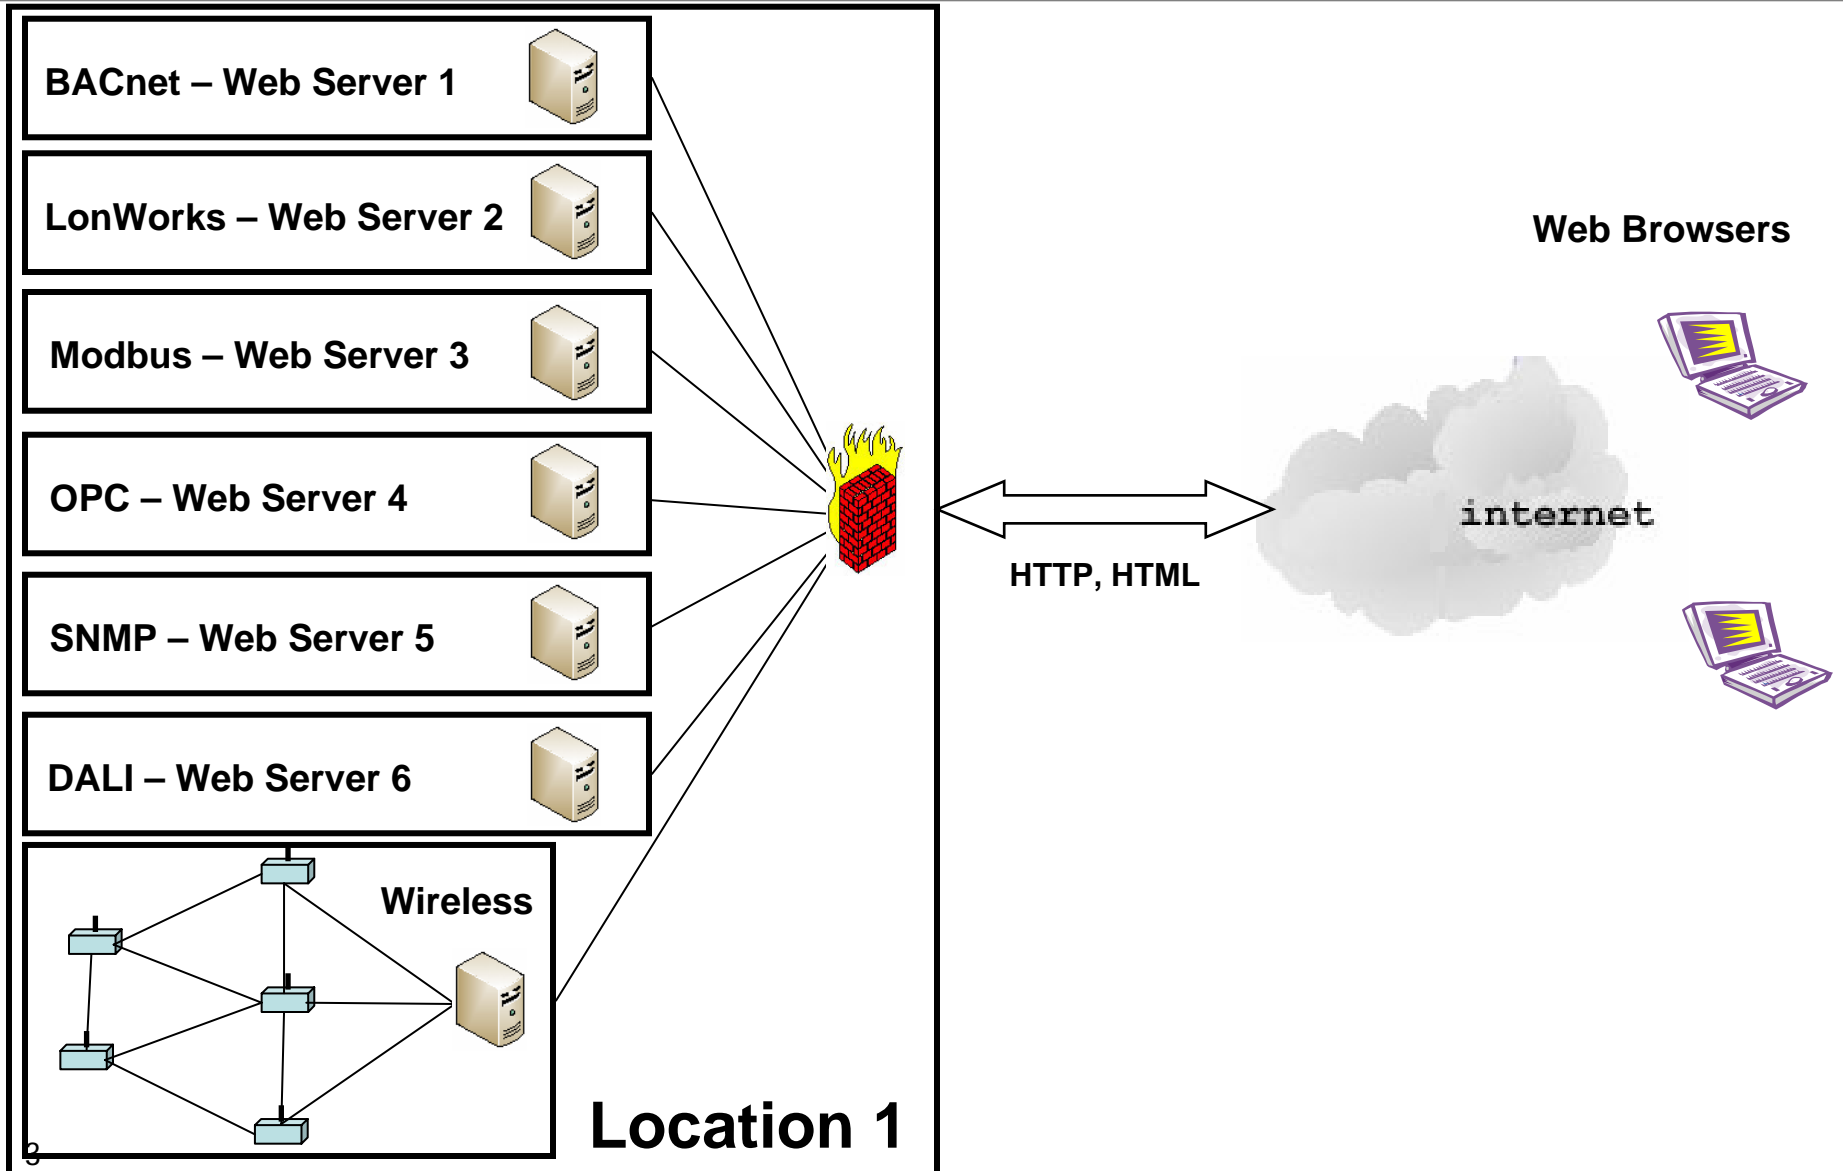 BACnet – Web Server 1
LonWorks – Web Server 2
Modbus – Web Server 3
OPC – Web Server 4
SNMP – Web Server 5
DALI – Web Server 6
Wireless
Location 1
3
HTTP, HTML
internet
Web Browsers